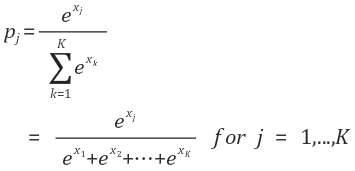 p_j = e^{x_j} / \sum_{k=1}^{K} e^{x_k}
= e^{x_j} / (e^{x_1}+e^{x_2}+⋯+e^{x_K}) for j = 1,...,K